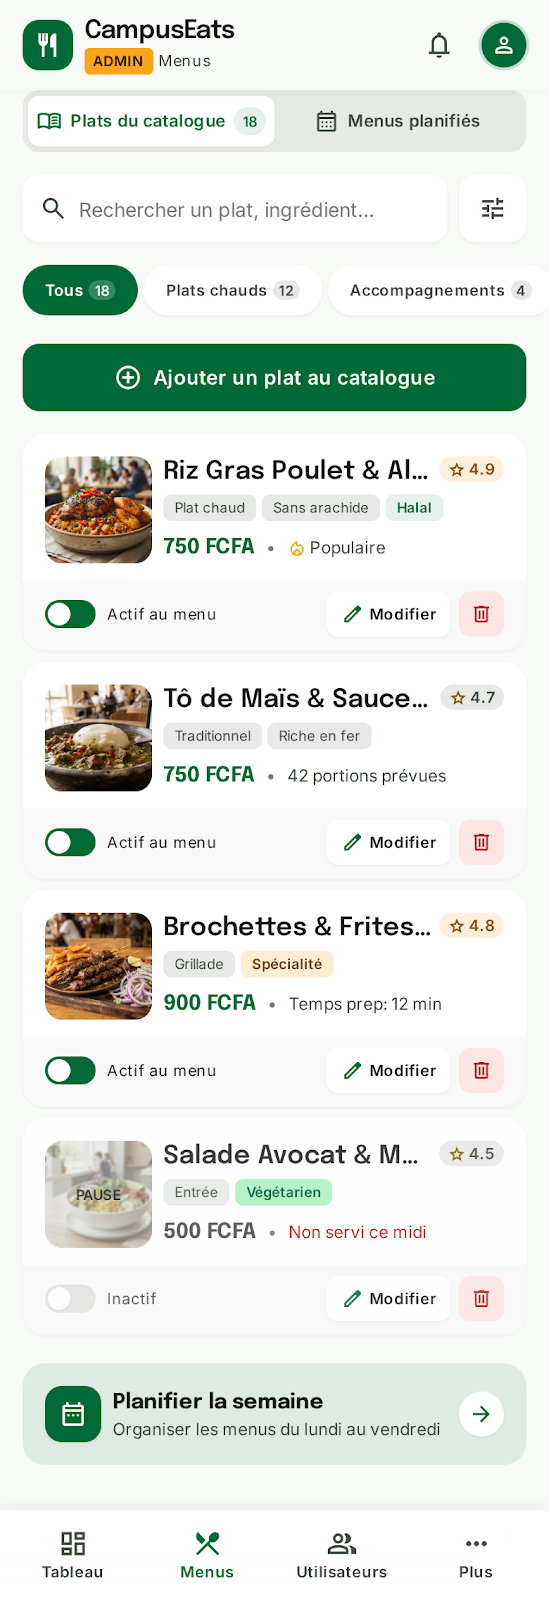 CampusEats
ADMIN Menus
Plats du catalogue 18
Menus planifiés
Rechercher un plat, ingrédient...
Tous 18
Plats chauds 12
Accompagnements 4
Ajouter un plat au catalogue
Riz Gras Poulet & Al... 4.9
Plat chaud Sans arachide Halal
750 FCFA • Populaire
Actif au menu Modifier
Tô de Maïs & Sauce... 4.7
Traditionnel Riche en fer
750 FCFA • 42 portions prévues
Actif au menu Modifier
Brochettes & Frites... 4.8
Grillade Spécialité
900 FCFA • Temps prep: 12 min
Actif au menu Modifier
Salade Avocat & M... 4.5
PAUSE
Entrée Végétarien
500 FCFA • Non servi ce midi
Inactif Modifier
Planifier la semaine
Organiser les menus du lundi au vendredi
Tableau Menus Utilisateurs Plus